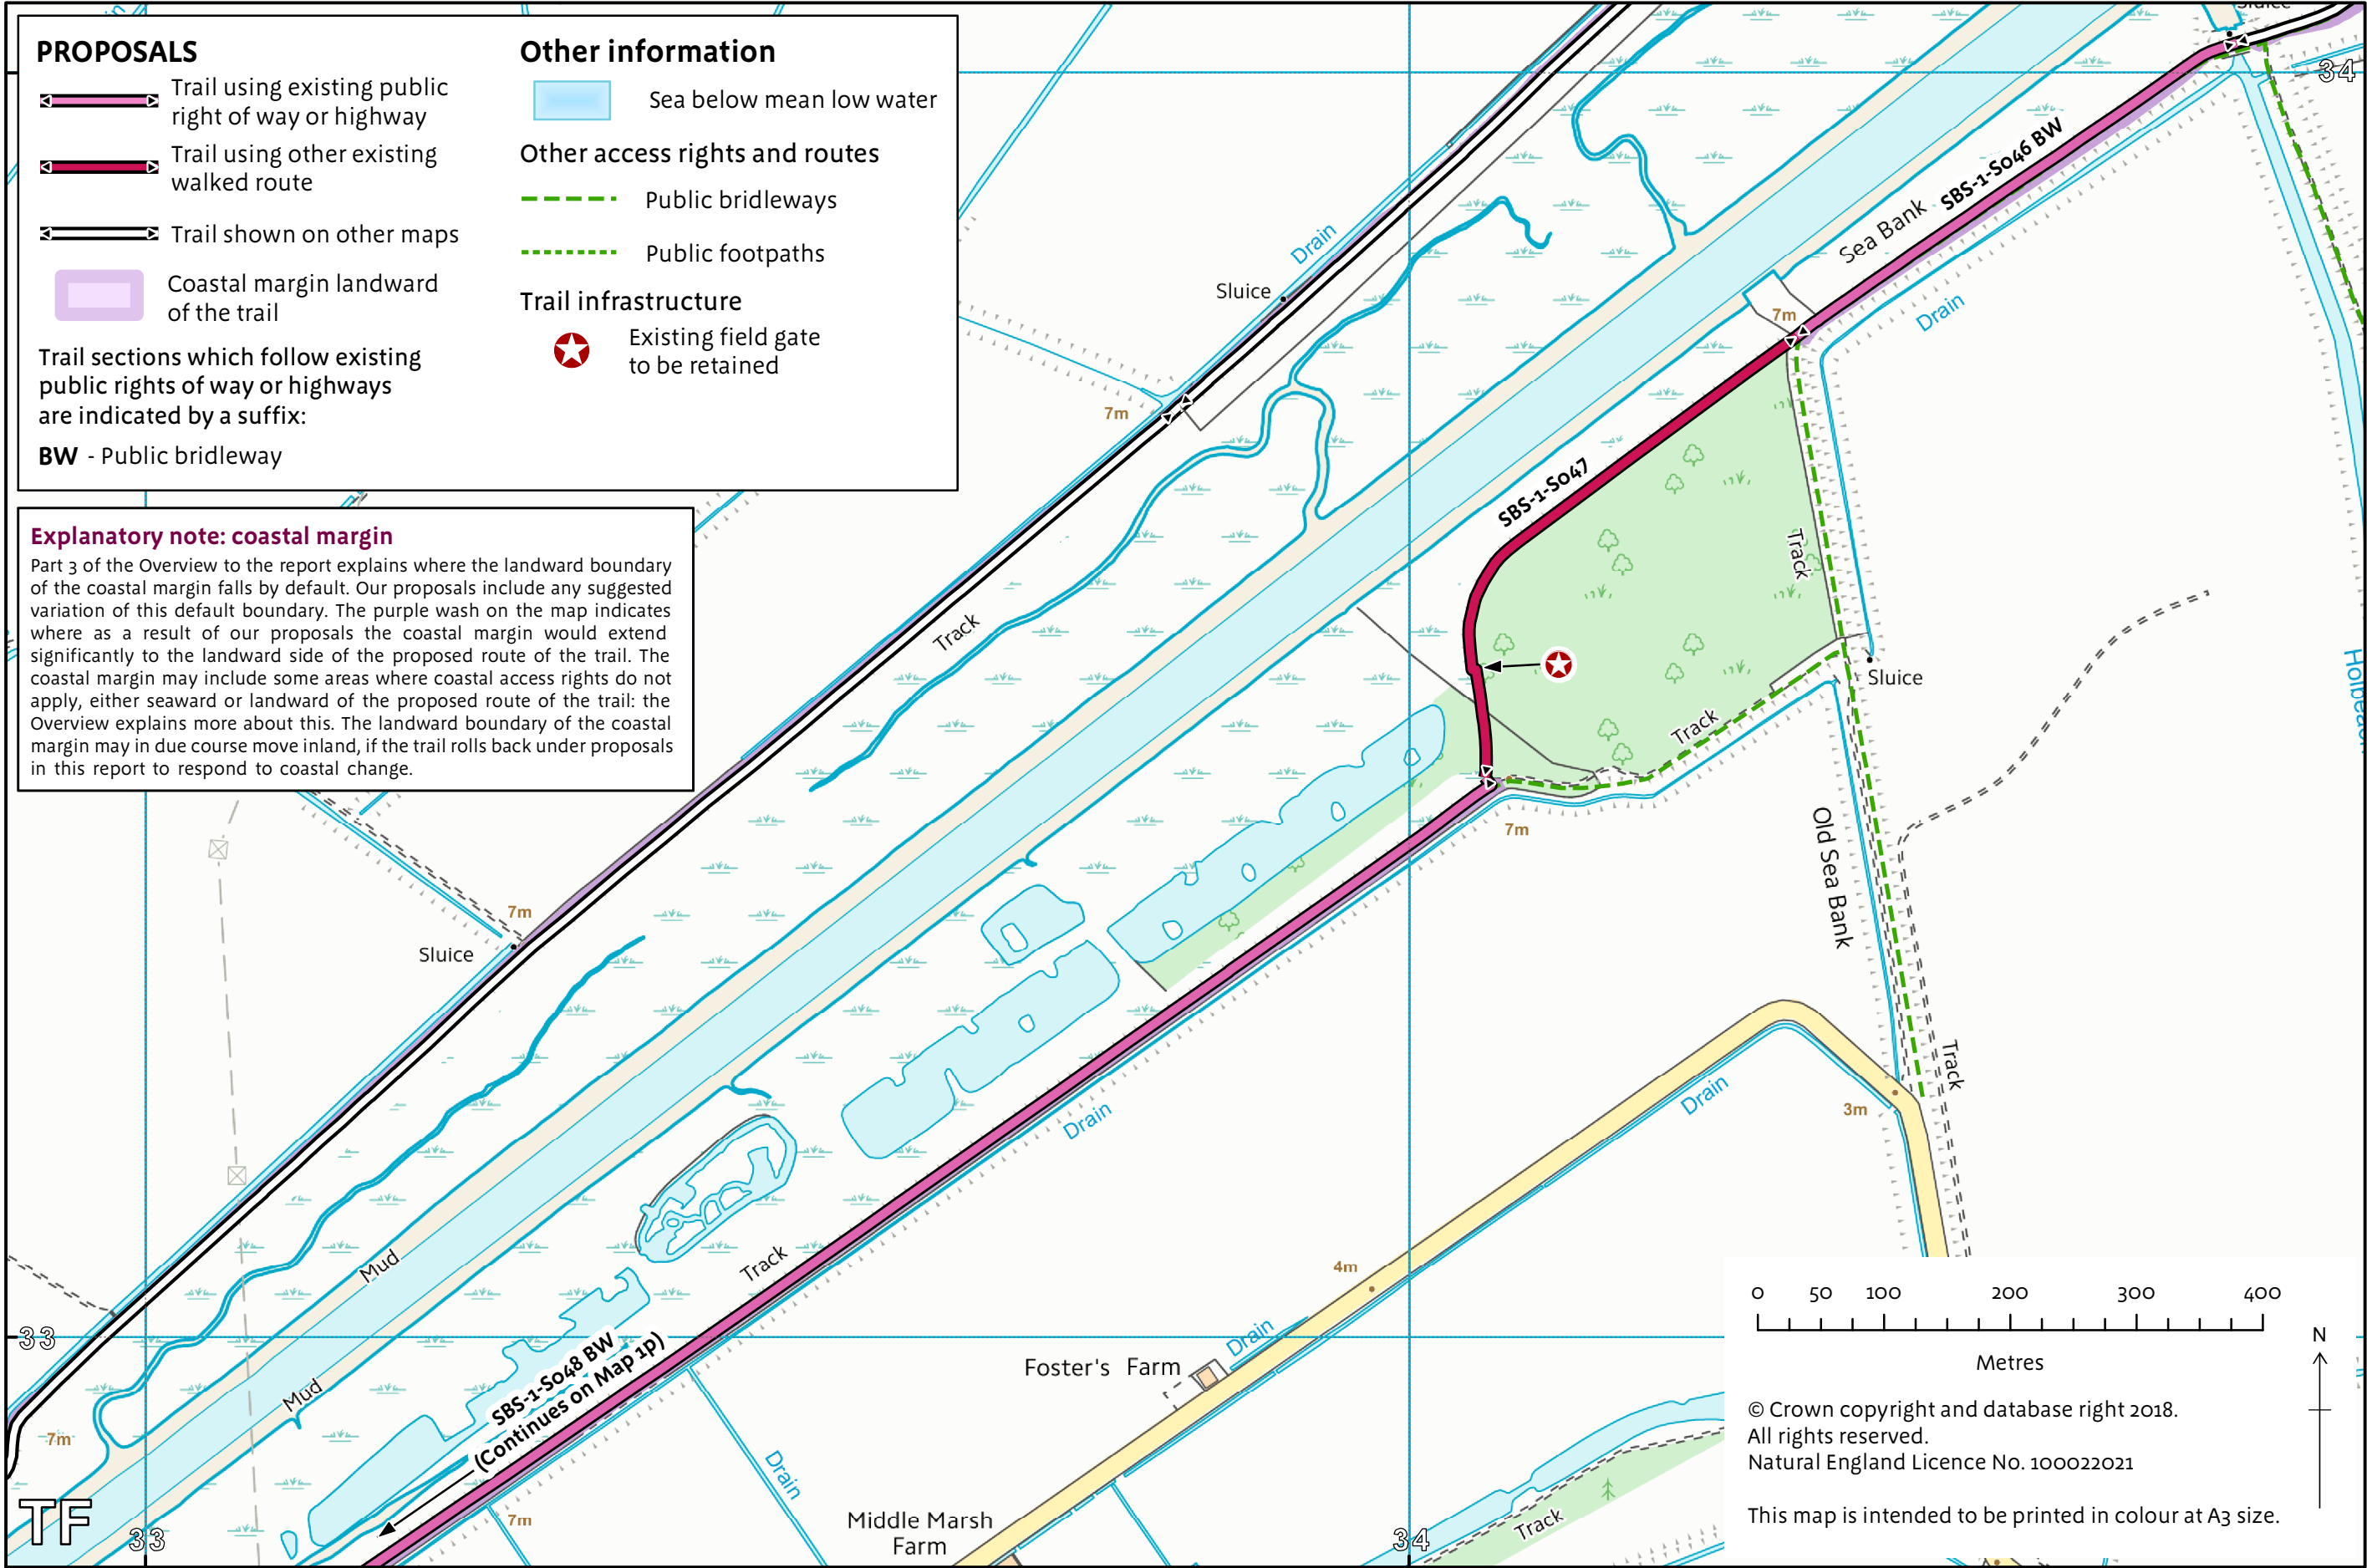 PROPOSALS
Trail using existing public
right of way or highway
Trail using other existing
walked route
Trail shown on other maps
Coastal margin landward
of the trail
Trail sections which follow existing
public rights of way or highways
are indicated by a suffix:
BW - Public bridleway
Other information
Sea below mean low water
Other access rights and routes
Public bridleways
Public footpaths
Trail infrastructure
Existing field gate
to be retained
Explanatory note: coastal margin
Part 3 of the Overview to the report explains where the landward boundary
of the coastal margin falls by default. Our proposals include any suggested
variation of this default boundary. The purple wash on the map indicates
where as a result of our proposals the coastal margin would extend
significantly to the landward side of the proposed route of the trail. The
coastal margin may include some areas where coastal access rights do not
apply, either seaward or landward of the proposed route of the trail: the
Overview explains more about this. The landward boundary of the coastal
margin may in due course move inland, if the trail rolls back under proposals
in this report to respond to coastal change.
Sluice
34
SBS-1-S046 BW
Sea Bank
Drain
Drain
Sluice
7m
7m
SBS-1-S047
Track
Track
Sluice
Track
7m
Old Sea Bank
7m
Sluice
Track
3m
Drain
Drain
Mud
Track
4m
33
Drain
Foster's Farm
SBS-1-S048 BW
(Continues on Map 1p)
Mud
7m
Drain
7m
Middle Marsh
Farm
Track
TF
33
34
0 50 100 200 300 400
Metres
N
© Crown copyright and database right 2018.
All rights reserved.
Natural England Licence No. 100022021
This map is intended to be printed in colour at A3 size.